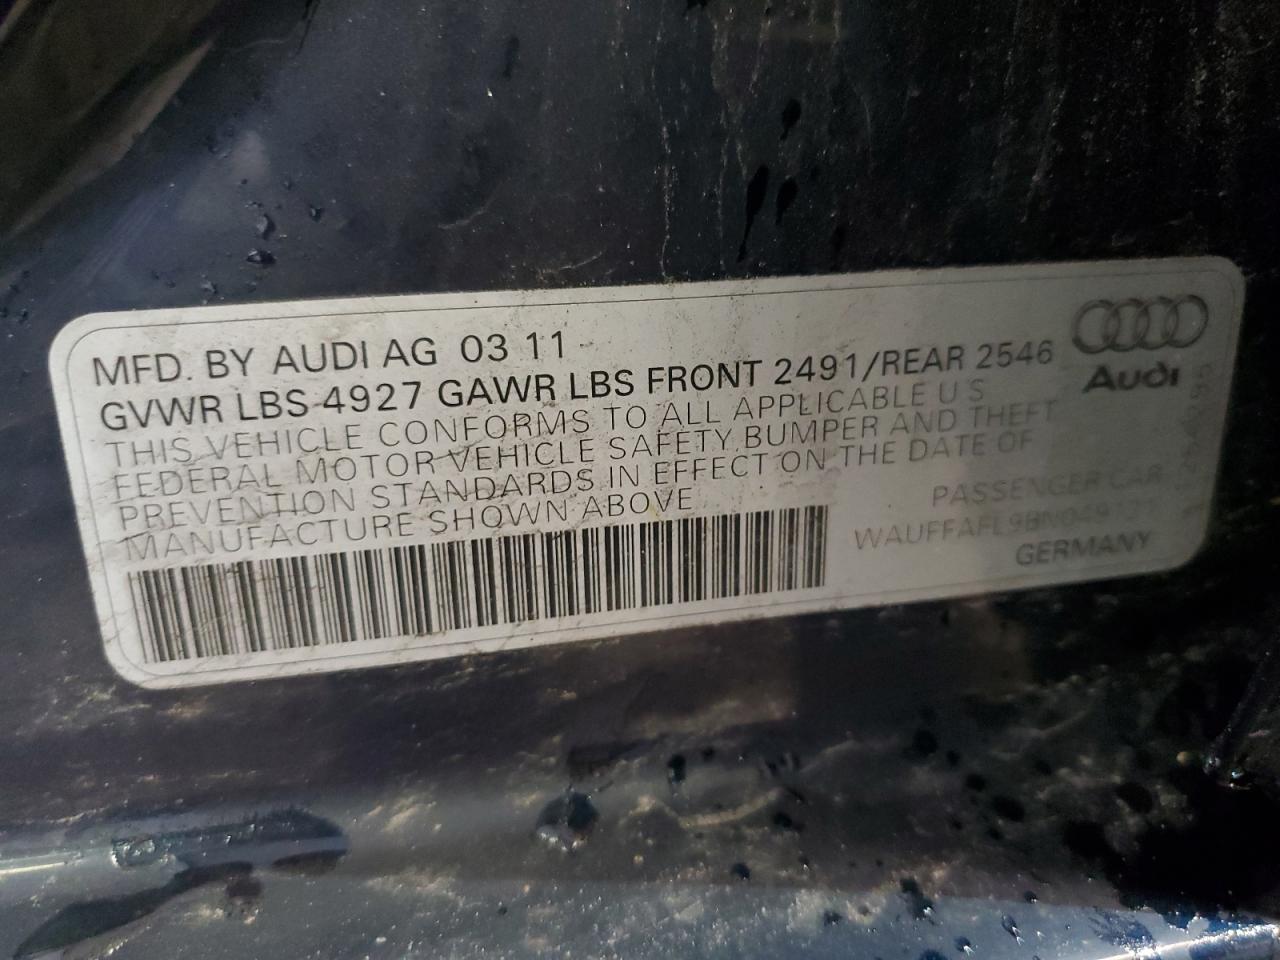 MFD. BY AUDI AG 03 11
GVWR LBS 4927 GAWR LBS FRONT 2491/REAR 2546
THIS VEHICLE CONFORMS TO ALL APPLICABLE U S
FEDERAL MOTOR VEHICLE SAFETY, BUMPER AND THEFT
PREVENTION STANDARDS IN EFFECT ON THE DATE OF
MANUFACTURE SHOWN ABOVE
Audi
PASSENGER CAR
GERMANY